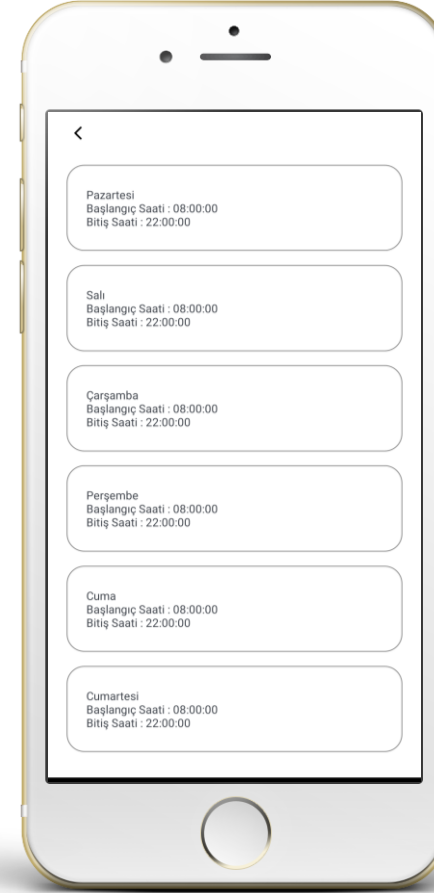 Pazartesi
Başlangıç Saati : 08:00:00
Bitiş Saati : 22:00:00
Salı
Başlangıç Saati : 08:00:00
Bitiş Saati : 22:00:00
Çarşamba
Başlangıç Saati : 08:00:00
Bitiş Saati : 22:00:00
Perşembe
Başlangıç Saati : 08:00:00
Bitiş Saati : 22:00:00
Cuma
Başlangıç Saati : 08:00:00
Bitiş Saati : 22:00:00
Cumartesi
Başlangıç Saati : 08:00:00
Bitiş Saati : 22:00:00